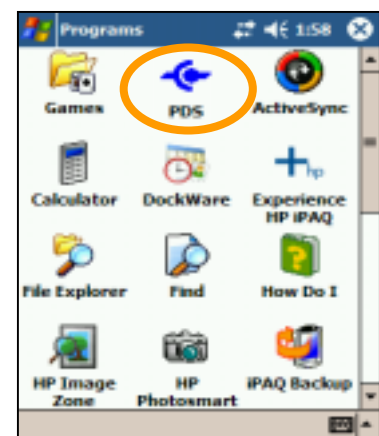 Programs 1:58
Games PDS ActiveSync
hp
Calculator DockWare Experience
HP iPAQ
File Explorer Find How Do I
HP Image HP iPAQ Backup
Zone Photosmart